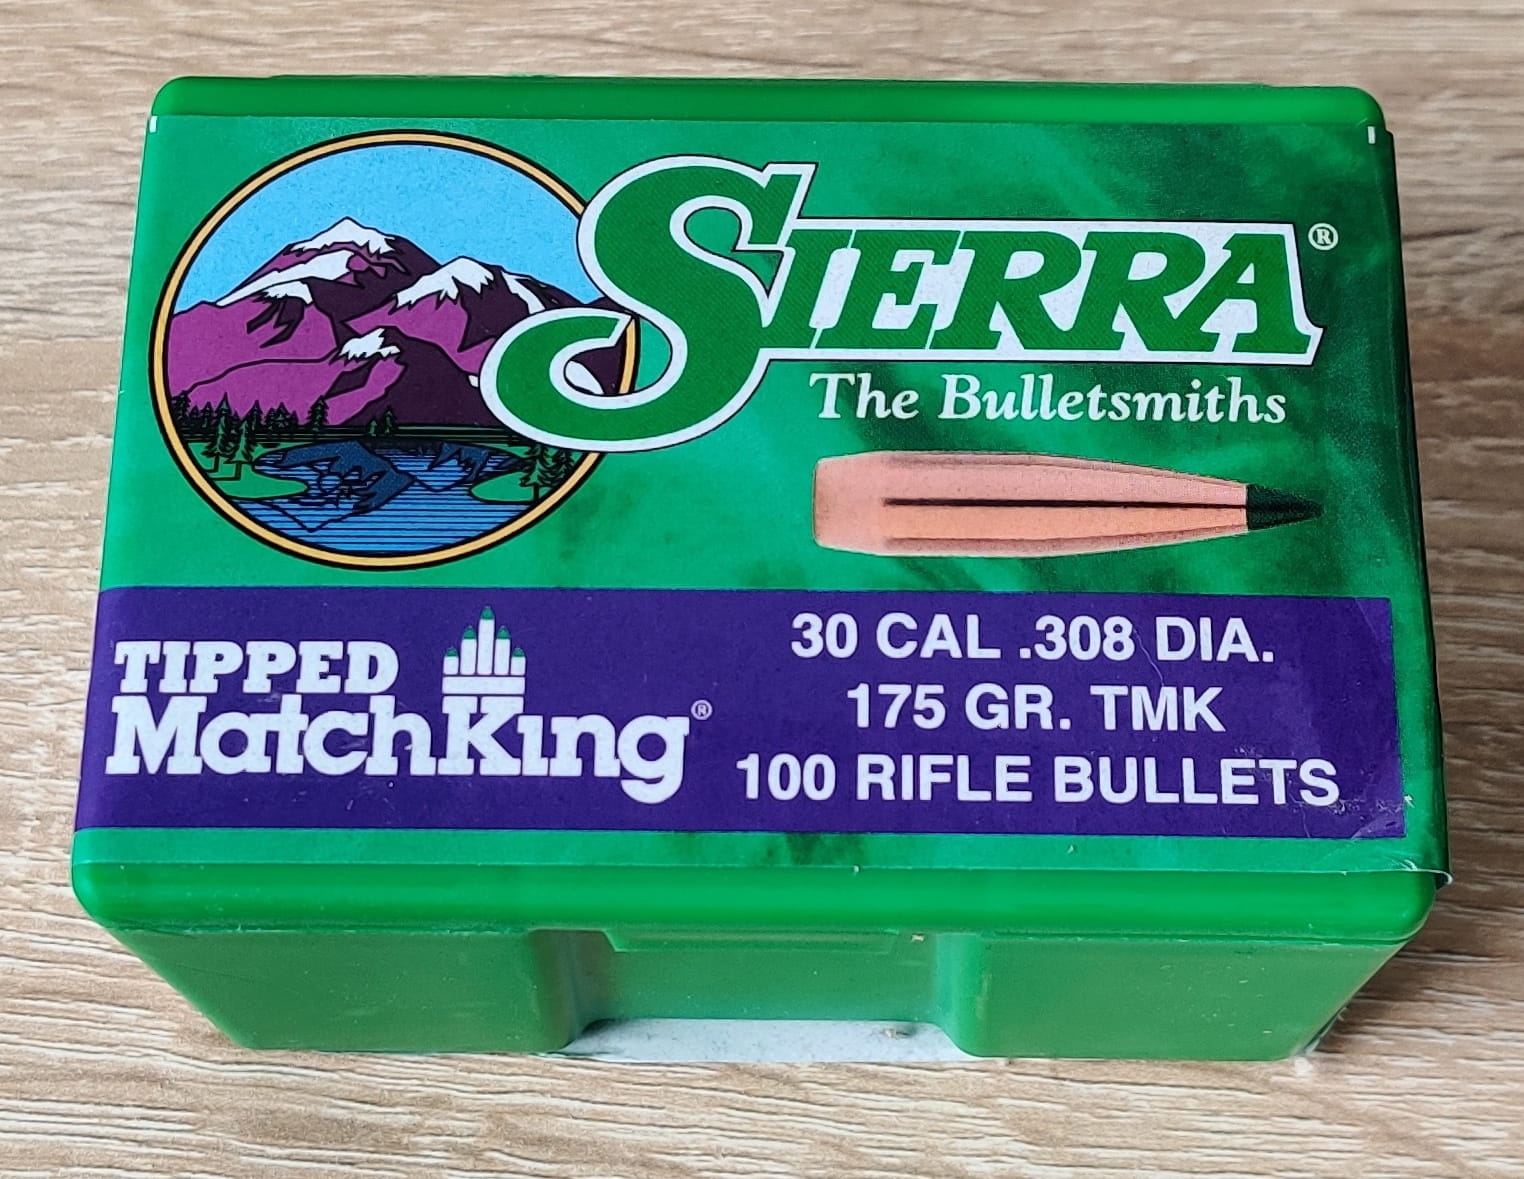 SIERRA®
The Bulletsmiths
TIPPED
MatchKing®
30 CAL .308 DIA.
175 GR. TMK
100 RIFLE BULLETS